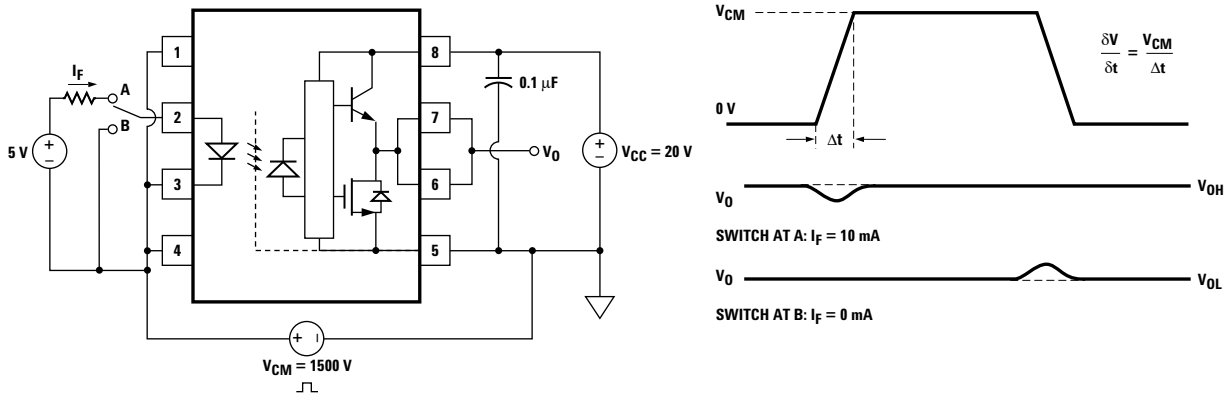 I_F
A
B
5 V
+
−
1
2
3
4
8
7
6
5
0.1 µF
V_O
+
−
V_CC = 20 V
+
−
V_CM = 1500 V
V_CM
0 V
Δt
δV/δt = V_CM/Δt
V_O
V_OH
SWITCH AT A: I_F = 10 mA
V_O
V_OL
SWITCH AT B: I_F = 0 mA